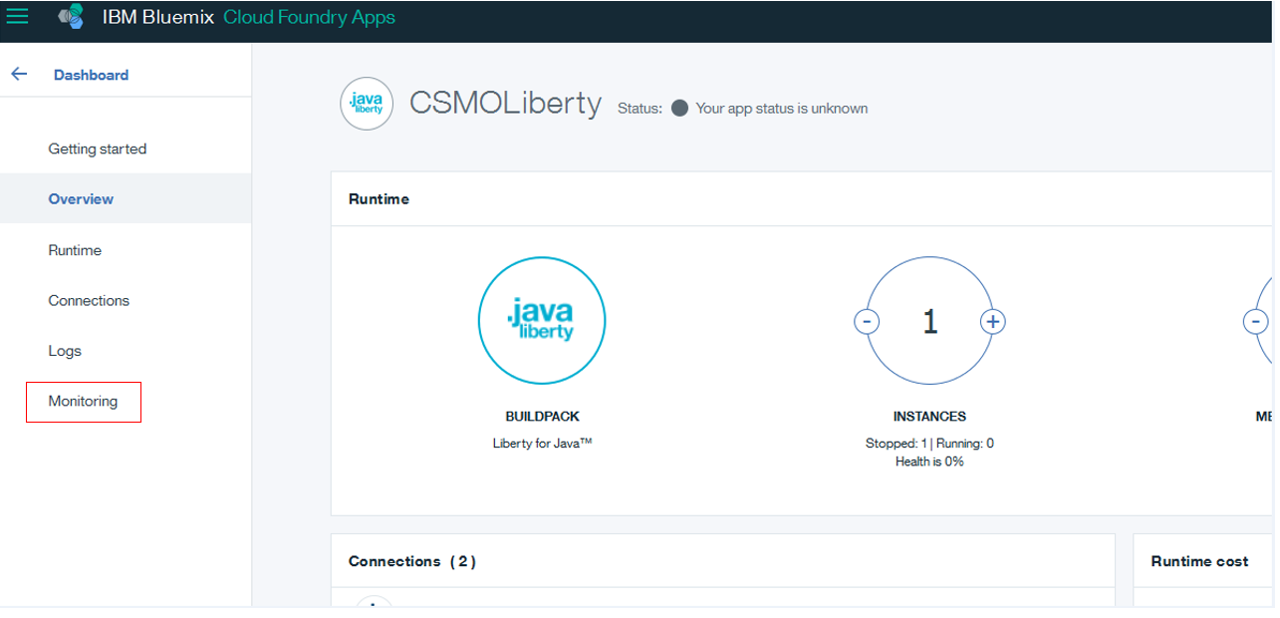 IBM Bluemix Cloud Foundry Apps
Dashboard
Getting started
Overview
Runtime
Connections
Logs
Monitoring
.java
liberty
CSMOLiberty Status: Your app status is unknown
Runtime
.java
liberty
BUILDPACK
Liberty for Java™
- 1 +
INSTANCES
Stopped: 1 | Running: 0
Health is 0%
-
Connections (2)
Runtime cost